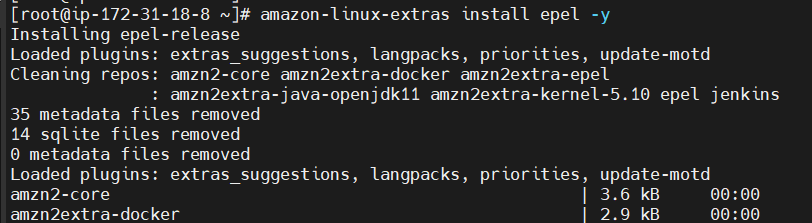 [root@ip-172-31-18-8 ~]# amazon-linux-extras install epel -y
Installing epel-release
Loaded plugins: extras_suggestions, langpacks, priorities, update-motd
Cleaning repos: amzn2-core amzn2extra-docker amzn2extra-epel
              : amzn2extra-java-openjdk11 amzn2extra-kernel-5.10 epel jenkins
35 metadata files removed
14 sqlite files removed
0 metadata files removed
Loaded plugins: extras_suggestions, langpacks, priorities, update-motd
amzn2-core                                               | 3.6 kB     00:00
amzn2extra-docker                                        | 2.9 kB     00:00